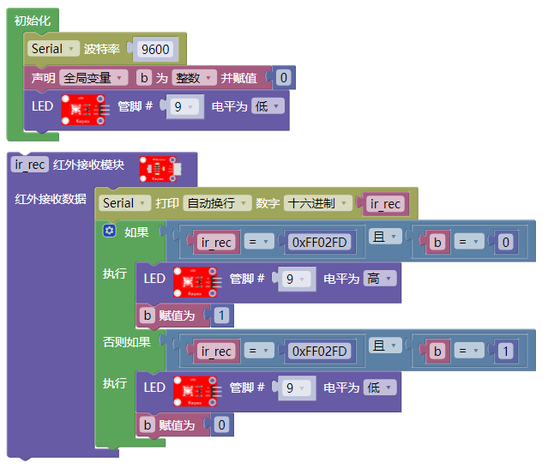 初始化
Serial 波特率 9600
声明 全局变量 b 为 整数 并赋值 0
LED 管脚 # 9 电平为 低
ir_rec 红外接收模块
红外接收数据 Serial 打印 自动换行 数字 十六进制 ir_rec
如果 ir_rec = 0xFF02FD 且 b = 0
执行 LED 管脚 # 9 电平为 高
b 赋值为 1
否则如果 ir_rec = 0xFF02FD 且 b = 1
执行 LED 管脚 # 9 电平为 低
b 赋值为 0